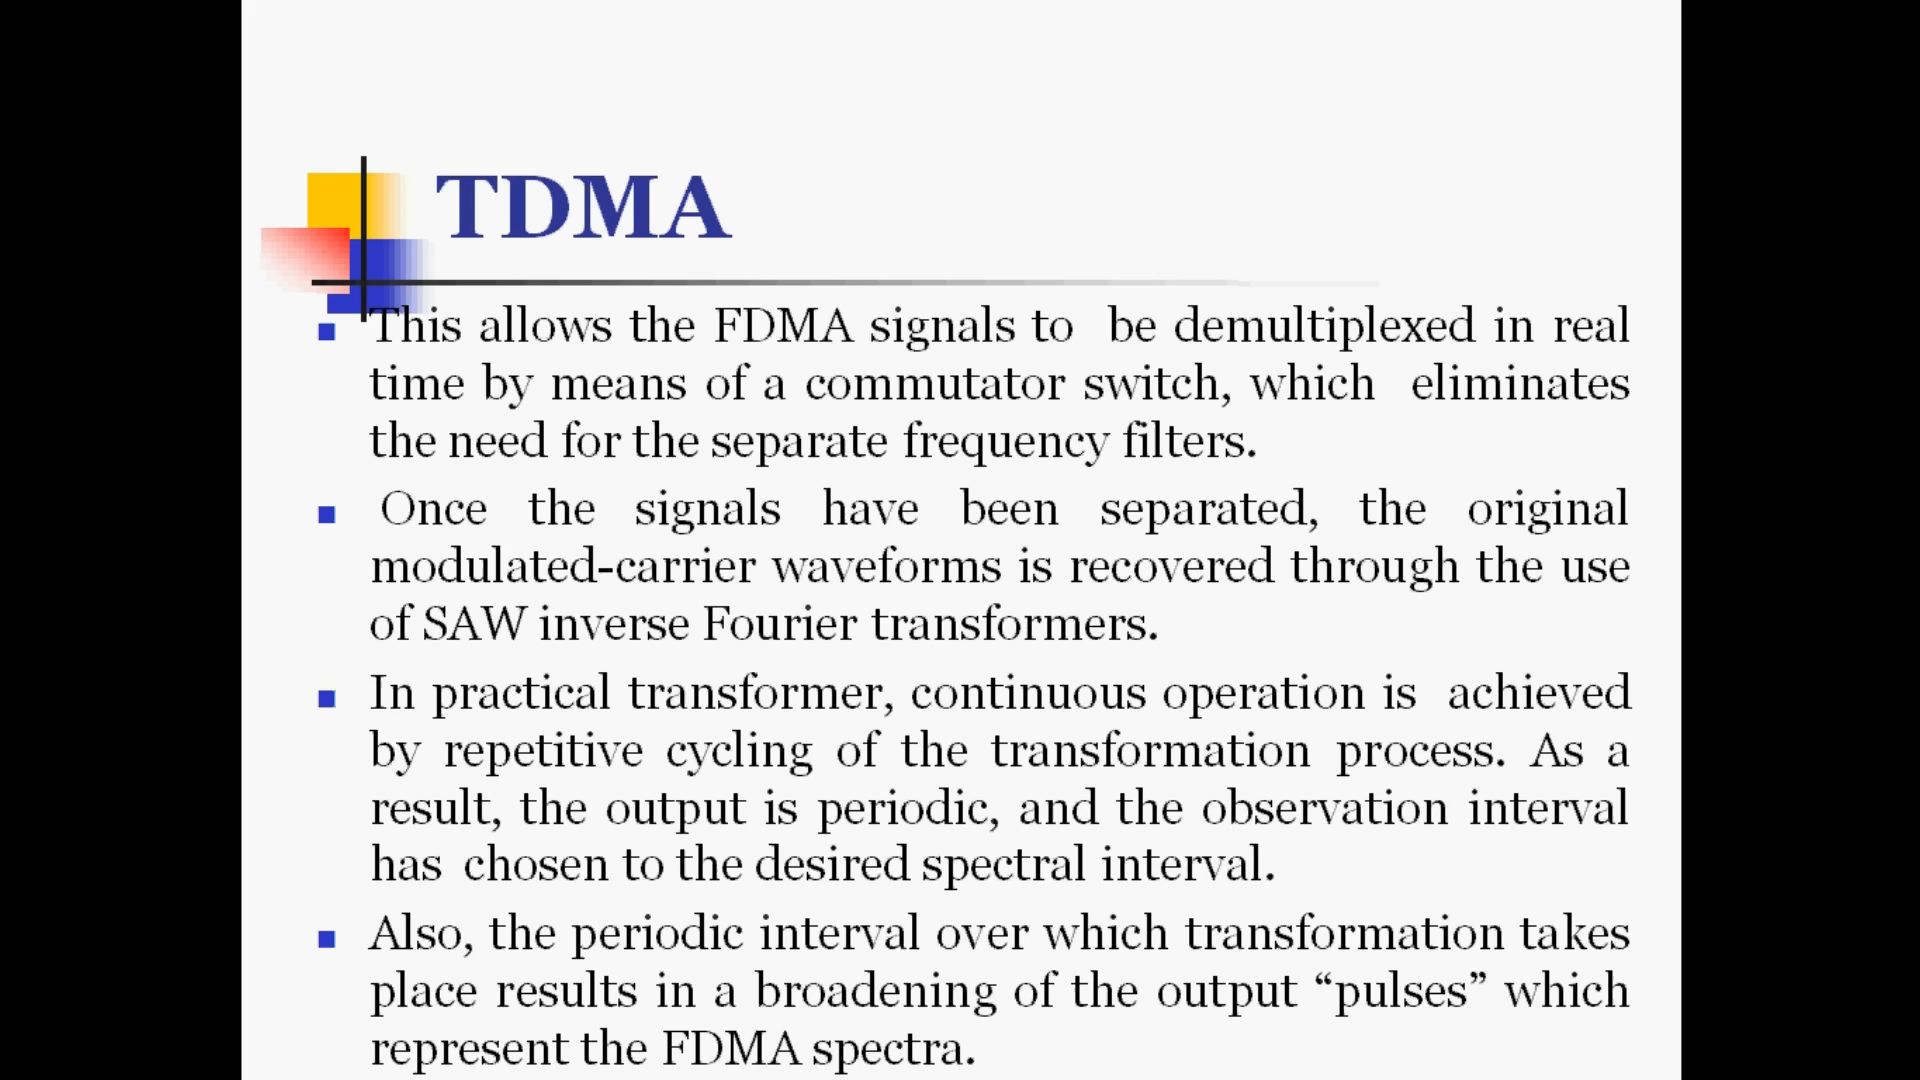 TDMA
This allows the FDMA signals to be demultiplexed in real
time by means of a commutator switch, which eliminates
the need for the separate frequency filters.
Once the signals have been separated, the original
modulated-carrier waveforms is recovered through the use
of SAW inverse Fourier transformers.
In practical transformer, continuous operation is achieved
by repetitive cycling of the transformation process. As a
result, the output is periodic, and the observation interval
has chosen to the desired spectral interval.
Also, the periodic interval over which transformation takes
place results in a broadening of the output “pulses” which
represent the FDMA spectra.